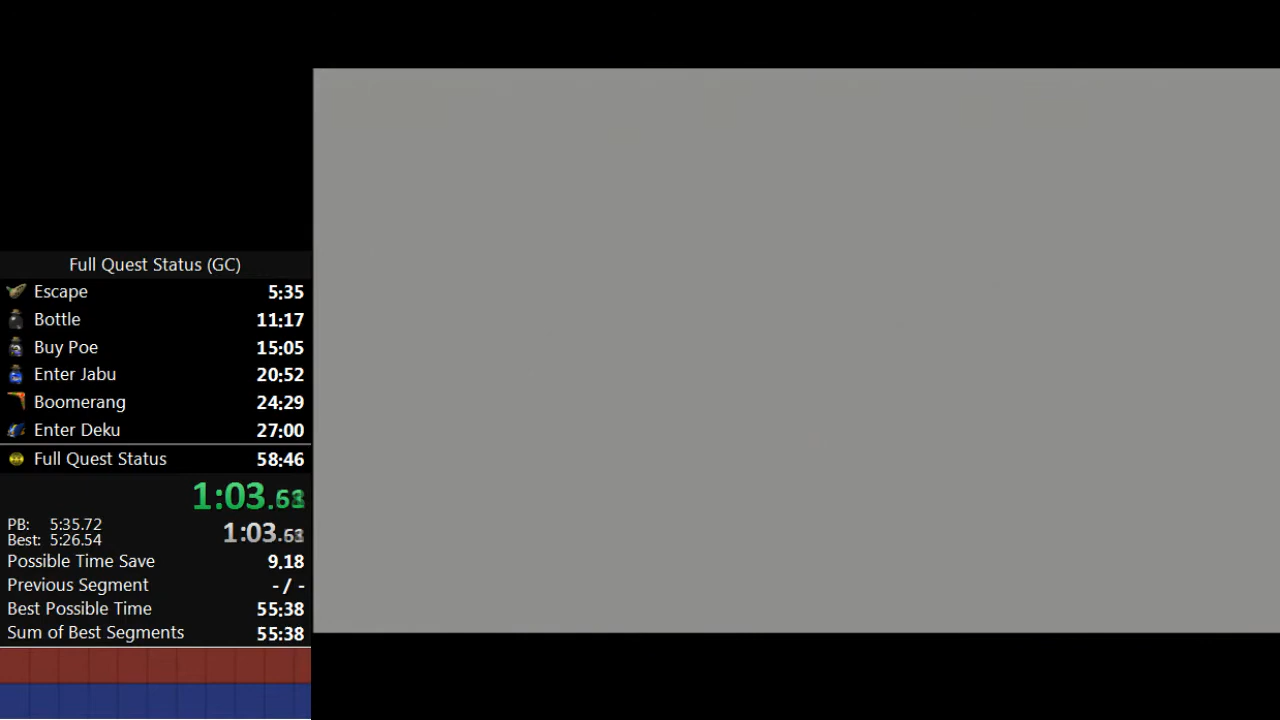 Full Quest Status (GC)
Escape 5:35
Bottle 11:17
Buy Poe 15:05
Enter Jabu 20:52
Boomerang 24:29
Enter Deku 27:00
Full Quest Status 58:46
1:03.63
PB: 5:35.72
Best: 5:26.54
1:03.63
Possible Time Save 9.18
Previous Segment - / -
Best Possible Time 55:38
Sum of Best Segments 55:38